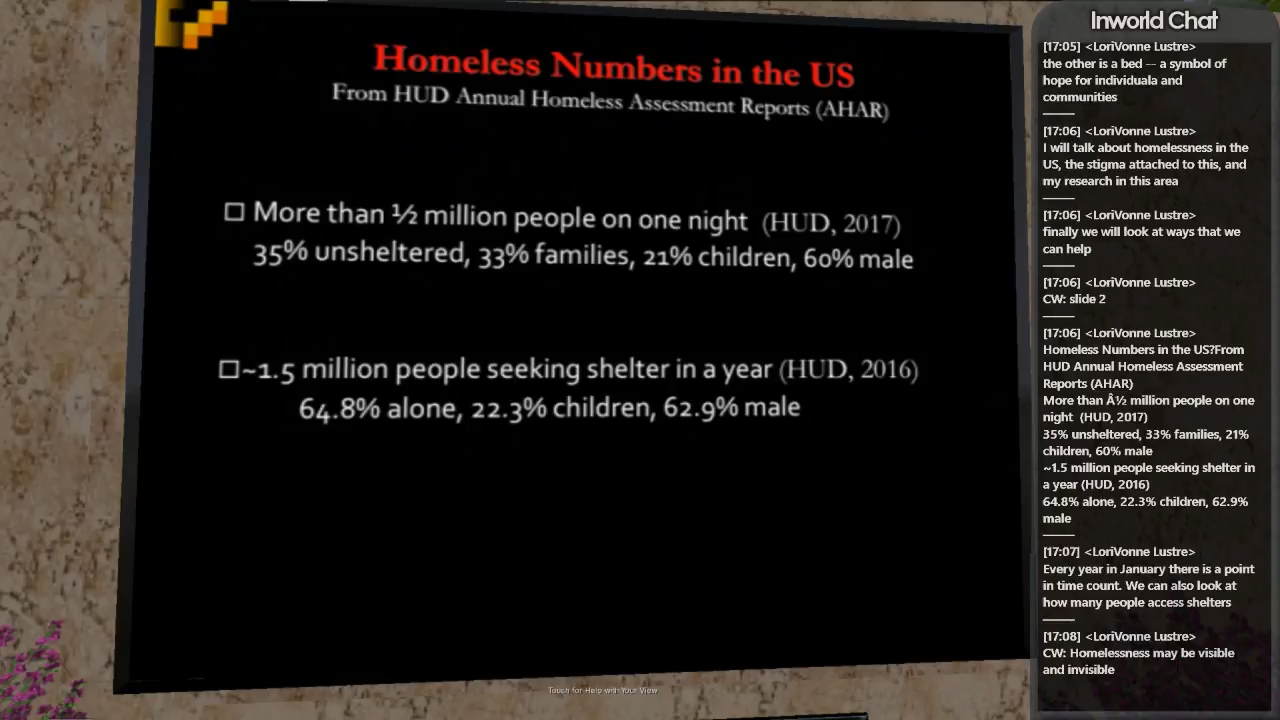 Homeless Numbers in the US
From HUD Annual Homeless Assessment Reports (AHAR)
☐ More than ½ million people on one night (HUD, 2017)
35% unsheltered, 33% families, 21% children, 60% male
☐~1.5 million people seeking shelter in a year (HUD, 2016)
64.8% alone, 22.3% children, 62.9% male
Touch for Help with Your View
Inworld Chat
[17:05] <LoriVonne Lustre>
the other is a bed -- a symbol of
hope for individuala and
communities
[17:06] <LoriVonne Lustre>
I will talk about homelessness in the
US, the stigma attached to this, and
my research in this area
[17:06] <LoriVonne Lustre>
finally we will look at ways that we
can help
[17:06] <LoriVonne Lustre>
CW: slide 2
[17:06] <LoriVonne Lustre>
Homeless Numbers in the US?From
HUD Annual Homeless Assessment
Reports (AHAR)
More than Â½ million people on one
night (HUD, 2017)
35% unsheltered, 33% families, 21%
children, 60% male
~1.5 million people seeking shelter in
a year (HUD, 2016)
64.8% alone, 22.3% children, 62.9%
male
[17:07] <LoriVonne Lustre>
Every year in January there is a point
in time count. We can also look at
how many people access shelters
[17:08] <LoriVonne Lustre>
CW: Homelessness may be visible
and invisible